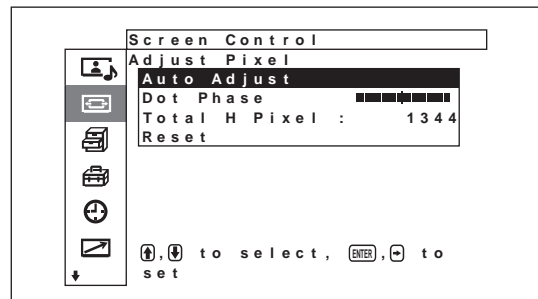 Screen Control
Adjust Pixel
Auto Adjust
Dot Phase
Total H Pixel : 1344
Reset
↑,↓ to select, ENTER,→ to
set